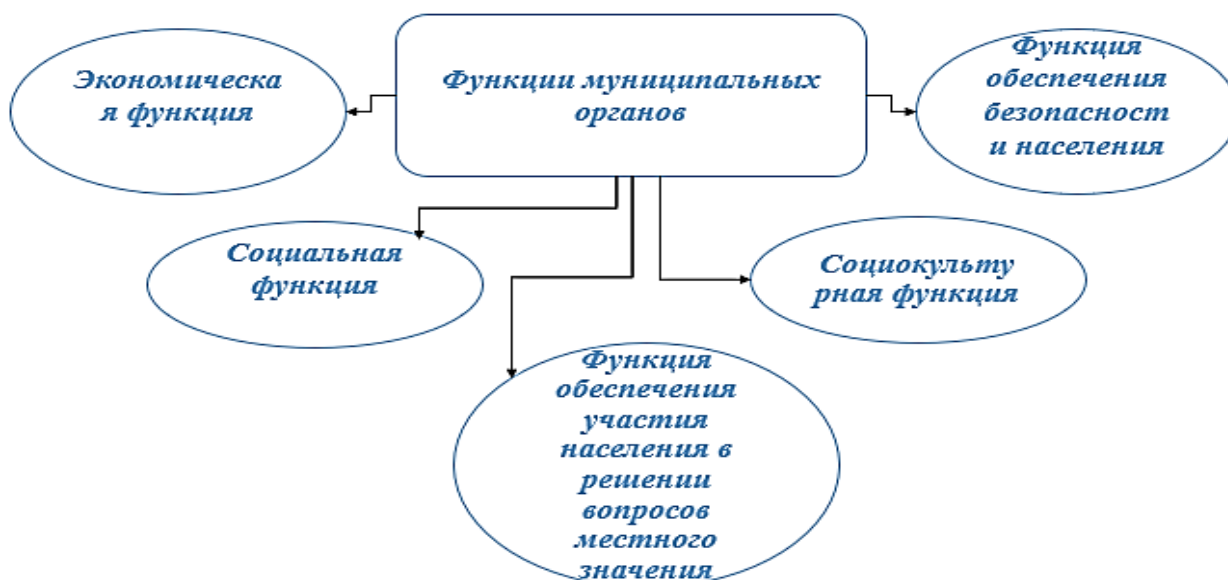 Экономическа
я функция
Функции муниципальных
органов
Функция
обеспечения
безопасност
и населения
Социальная
функция
Социокульту
рная функция
Функция
обеспечения
участия
населения в
решении
вопросов
местного
значения